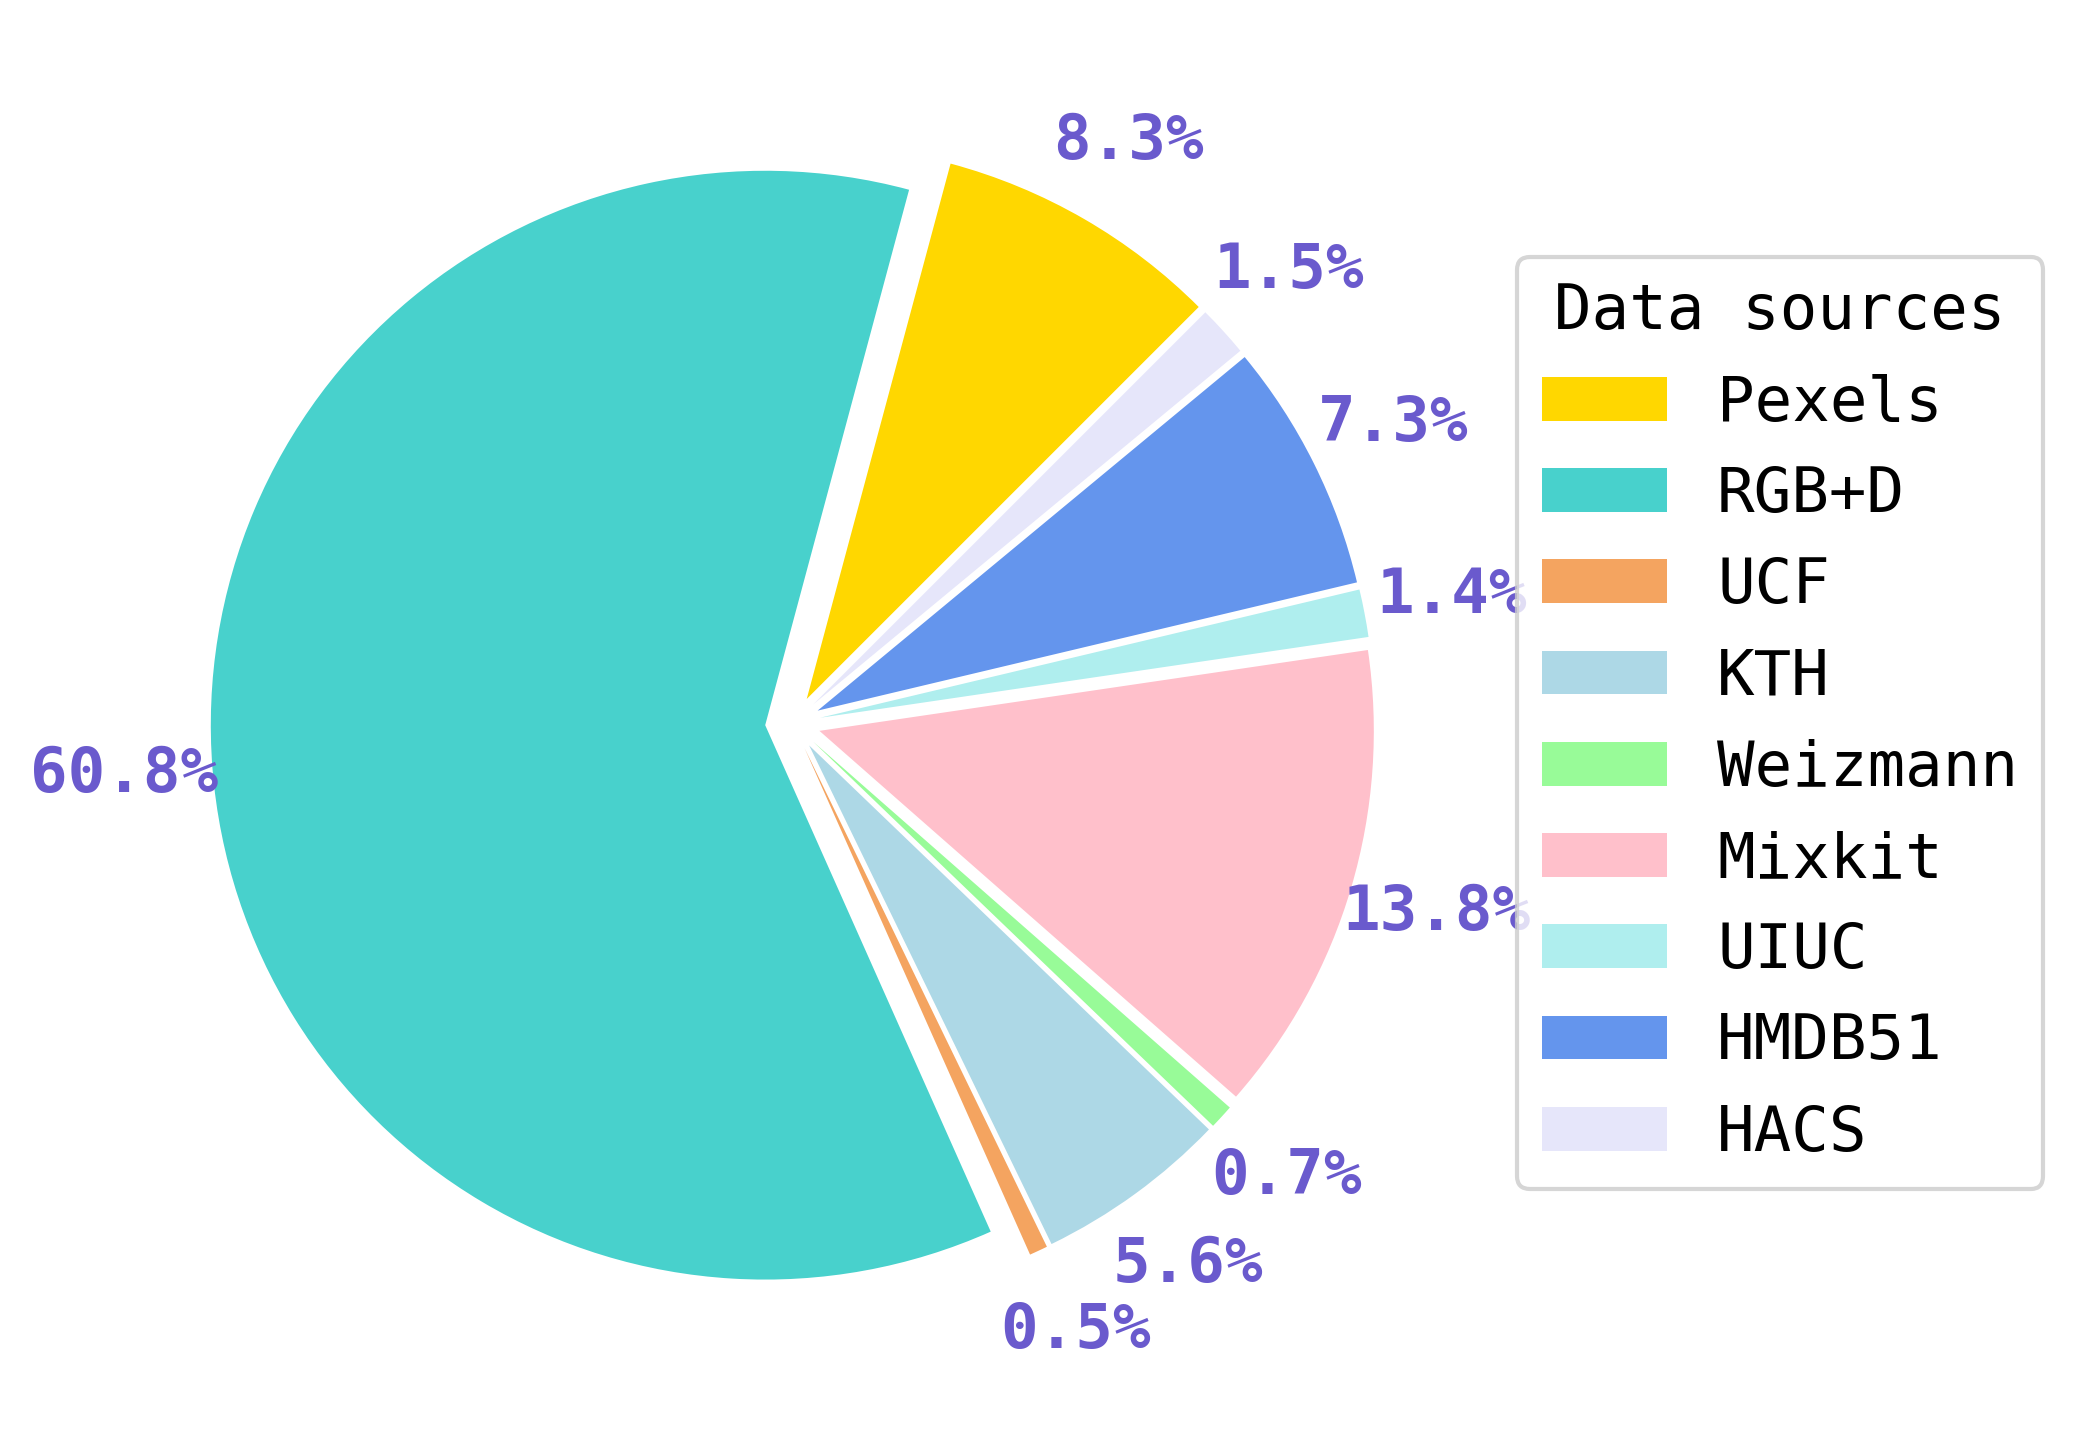 8.3%
1.5%
7.3%
1.4%
60.8%
13.8%
0.7%
5.6%
0.5%
Data sources
Pexels
RGB+D
UCF
KTH
Weizmann
Mixkit
UIUC
HMDB51
HACS